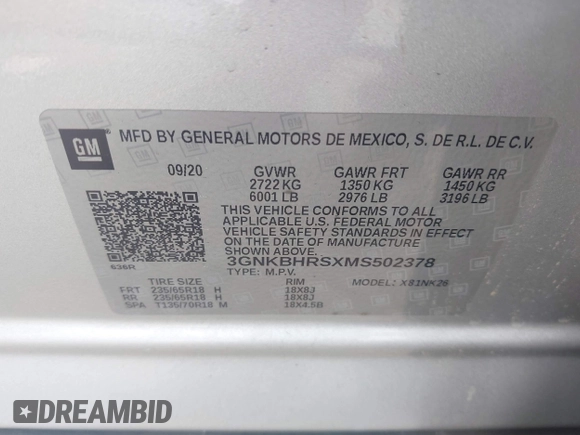 GM
MFD BY GENERAL MOTORS DE MEXICO, S. DE R.L. DE C.V.
09/20 GVWR GAWR FRT GAWR RR
2722 KG 1350 KG 1450 KG
6001 LB 2976 LB 3196 LB
THIS VEHICLE CONFORMS TO ALL
APPLICABLE U.S. FEDERAL MOTOR
VEHICLE SAFETY STANDARDS IN EFFECT
ON THE DATE OF MANUFACTURE SHOWN ABOVE.
636R 3GNKBHRSXMS502378
TYPE: M.P.V. MODEL: X81NK26
TIRE SIZE RIM
FRT 235/65R18 H 18X8J
RR 235/65R18 H 18X8J
SPA T135/70R18 M 18X4.5B
DREAMBID